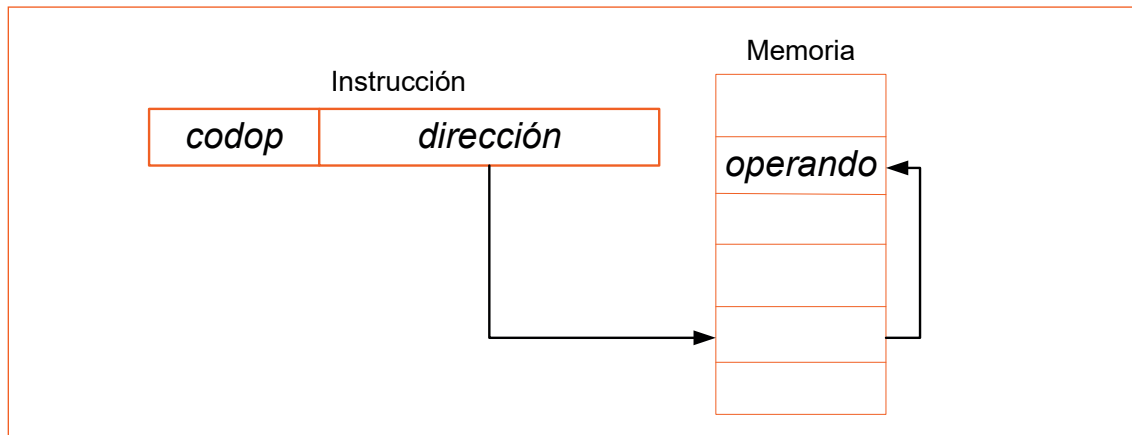 Memoria
Instrucción
codop
dirección
operando